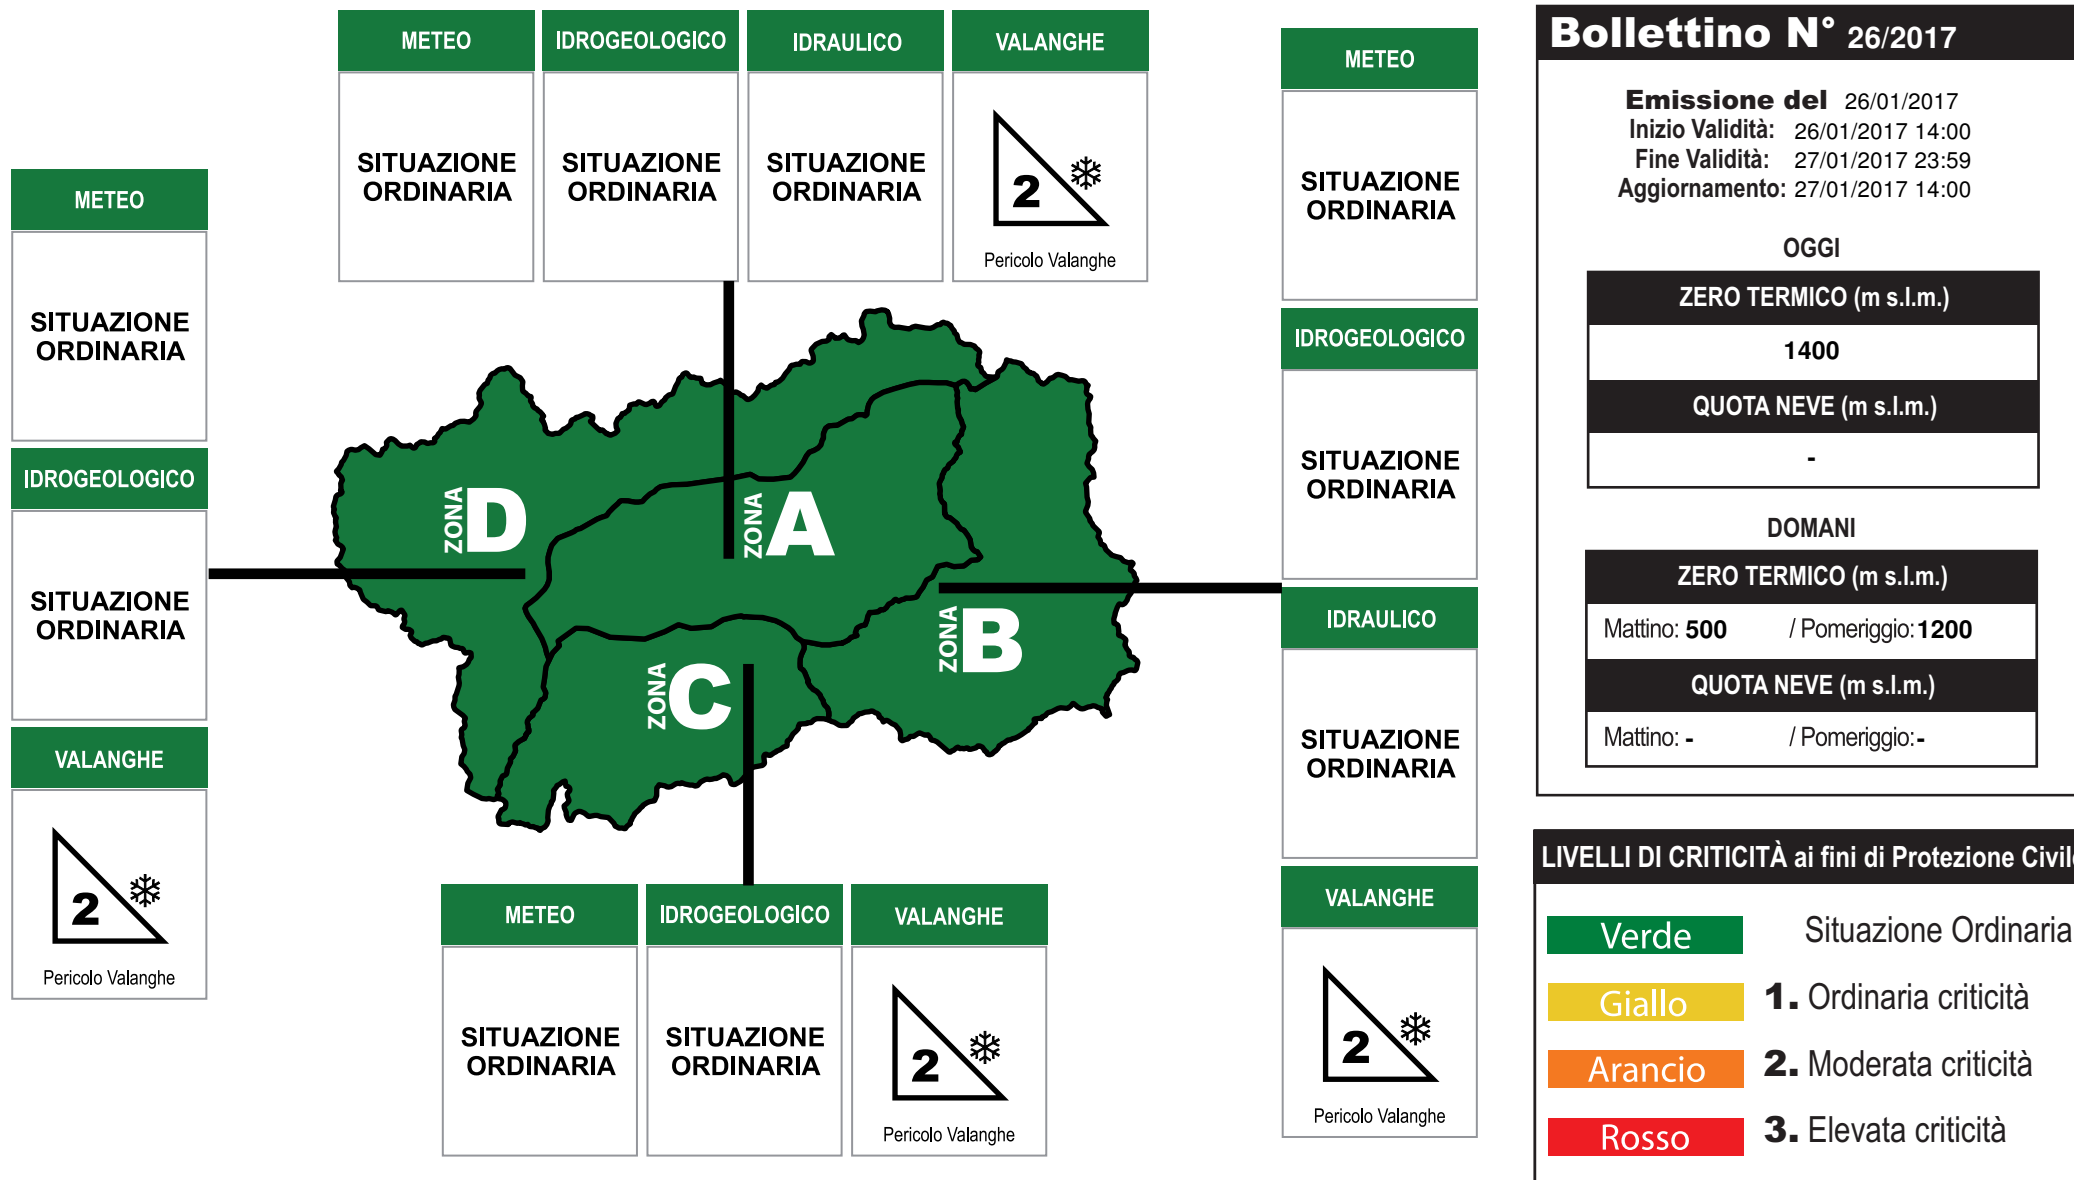 METEO
SITUAZIONE
ORDINARIA
IDROGEOLOGICO
SITUAZIONE
ORDINARIA
IDRAULICO
SITUAZIONE
ORDINARIA
VALANGHE
2
Pericolo Valanghe
METEO
SITUAZIONE
ORDINARIA
IDROGEOLOGICO
SITUAZIONE
ORDINARIA
VALANGHE
2
Pericolo Valanghe
ZONA D
ZONA A
ZONA B
ZONA C
METEO
SITUAZIONE
ORDINARIA
IDROGEOLOGICO
SITUAZIONE
ORDINARIA
VALANGHE
2
Pericolo Valanghe
METEO
SITUAZIONE
ORDINARIA
IDROGEOLOGICO
SITUAZIONE
ORDINARIA
IDRAULICO
SITUAZIONE
ORDINARIA
VALANGHE
2
Pericolo Valanghe
Bollettino N° 26/2017
Emissione del 26/01/2017
Inizio Validità: 26/01/2017 14:00
Fine Validità: 27/01/2017 23:59
Aggiornamento: 27/01/2017 14:00
OGGI
ZERO TERMICO (m s.l.m.)
1400
QUOTA NEVE (m s.l.m.)
-
DOMANI
ZERO TERMICO (m s.l.m.)
Mattino: 500 / Pomeriggio: 1200
QUOTA NEVE (m s.l.m.)
Mattino: - / Pomeriggio: -
LIVELLI DI CRITICITÀ ai fini di Protezione Civile
Verde Situazione Ordinaria
Giallo 1. Ordinaria criticità
Arancio 2. Moderata criticità
Rosso 3. Elevata criticità